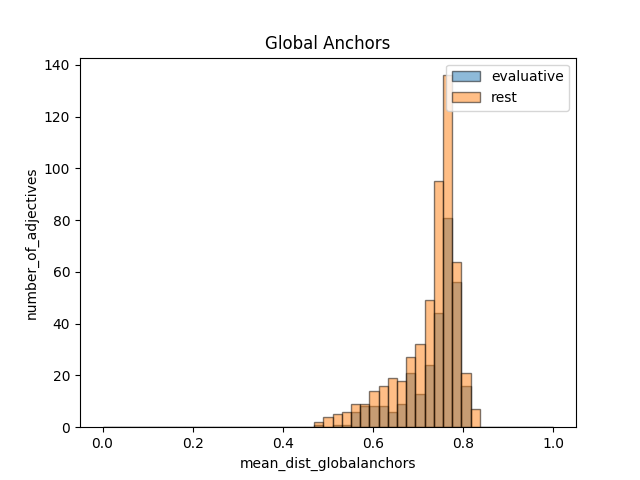 Global Anchors
evaluative
rest
number_of_adjectives
140
120
100
80
60
40
20
0
0.0 0.2 0.4 0.6 0.8 1.0
mean_dist_globalanchors